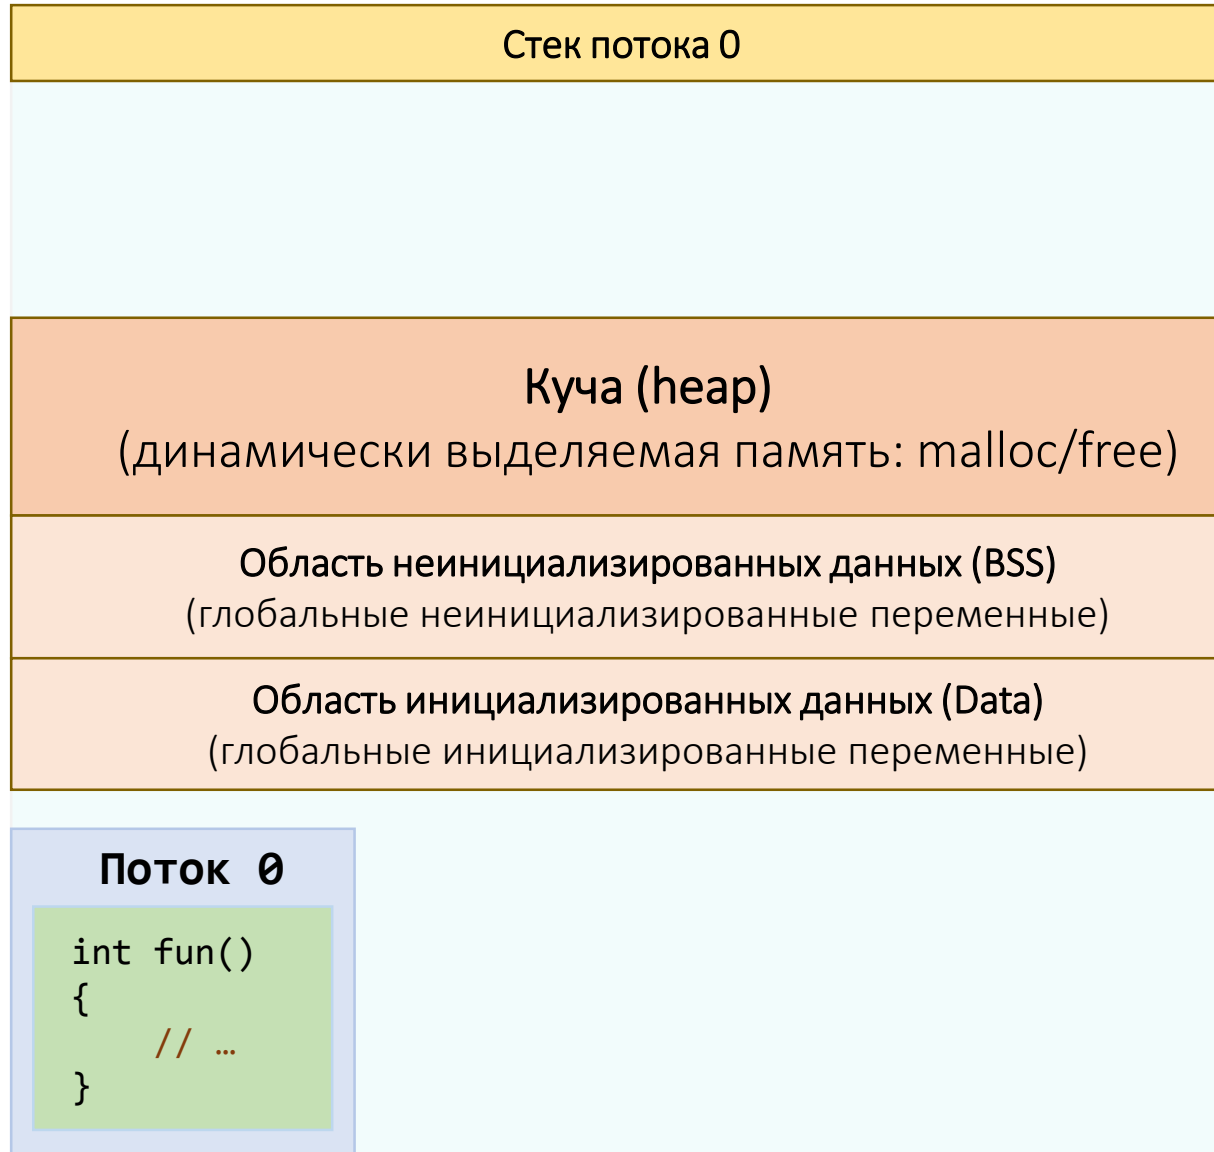 Стек потока 0
Куча (heap)
(динамически выделяемая память: malloc/free)
Область неинициализированных данных (BSS)
(глобальные неинициализированные переменные)
Область инициализированных данных (Data)
(глобальные инициализированные переменные)
Поток 0
int fun()
{
// …
}